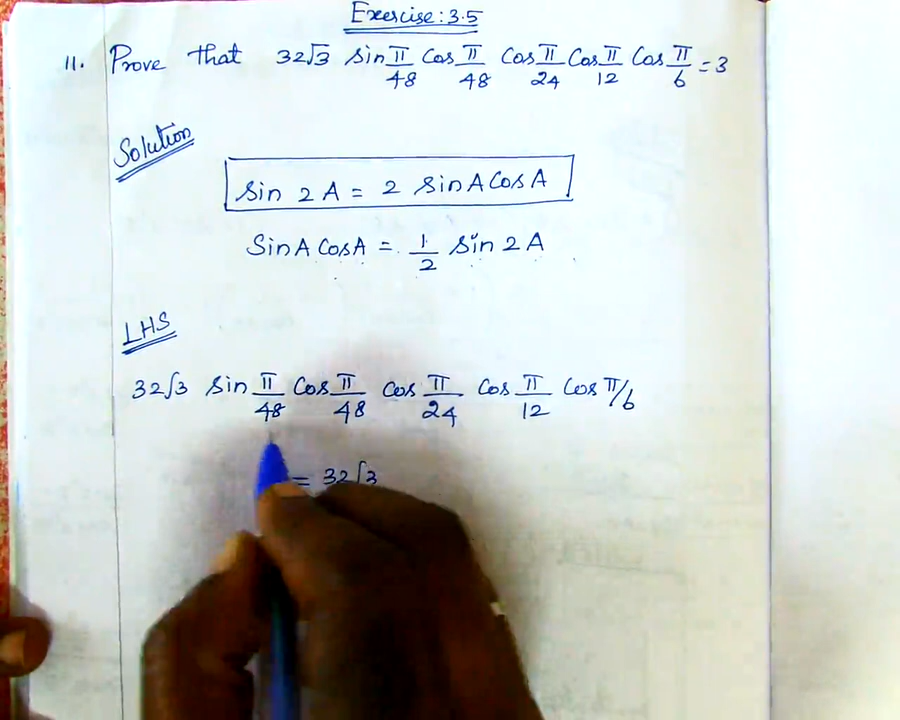 Exercise: 3.5
11. Prove that 32√3 sin π/48 Cos π/48 Cos π/24 Cos π/12 Cos π/6 = 3
Solution
Sin 2A = 2 SinA CosA
SinA CosA = 1/2 Sin 2A
LHS
32√3 sin π/48 Cos π/48 Cos π/24 Cos π/12 Cos π/6
= 32√3